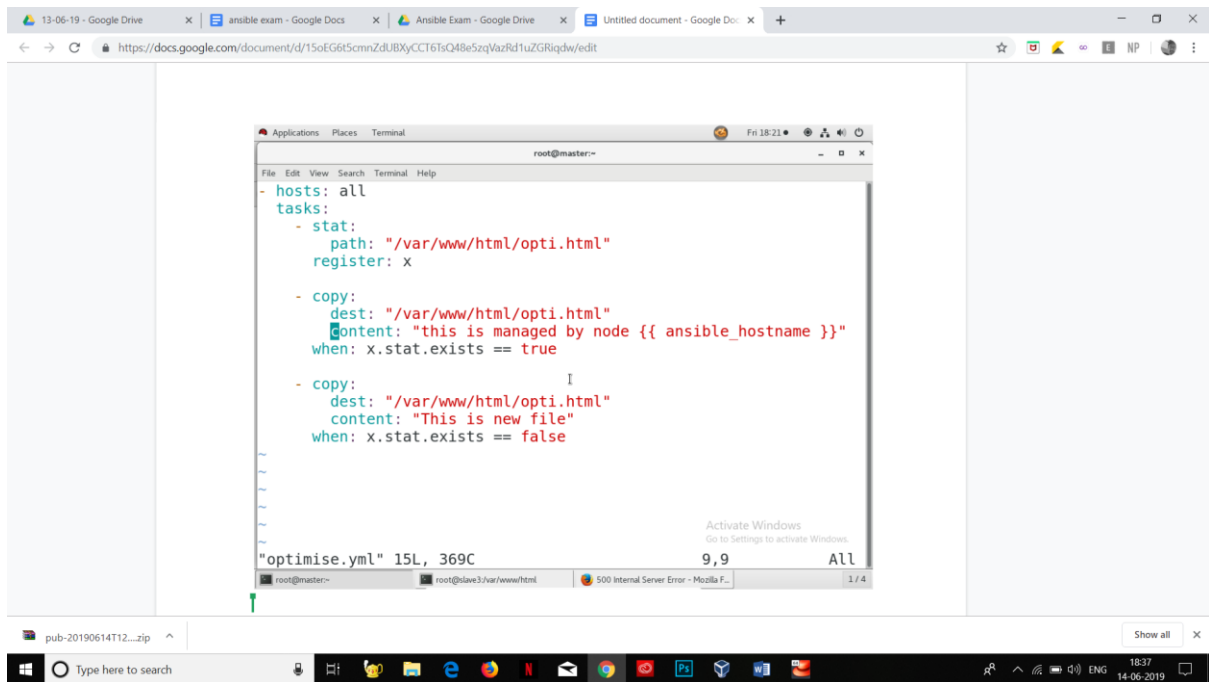 13-06-19 - Google Drive
ansible exam - Google Docs
Ansible Exam - Google Drive
Untitled document - Google Doc
https://docs.google.com/document/d/15oEG6t5cmnZdUBXyCCT6TsQ48e5zqVazRd1uZGRiqdw/edit
NP
Applications Places Terminal
Fri 18:21
root@master:~
File Edit View Search Terminal Help
- hosts: all
  tasks:
    - stat:
        path: "/var/www/html/opti.html"
      register: x
    - copy:
        dest: "/var/www/html/opti.html"
        content: "this is managed by node {{ ansible_hostname }}"
      when: x.stat.exists == true
    - copy:
        dest: "/var/www/html/opti.html"
        content: "This is new file"
      when: x.stat.exists == false
~
~
~
~
~
~
Activate Windows
Go to Settings to activate Windows.
"optimise.yml" 15L, 369C 9,9 All
root@master:~
root@slave3:/var/www/html
500 Internal Server Error - Mozilla F...
1 / 4
pub-20190614T12....zip
Show all
Type here to search
ENG
18:37
14-06-2019